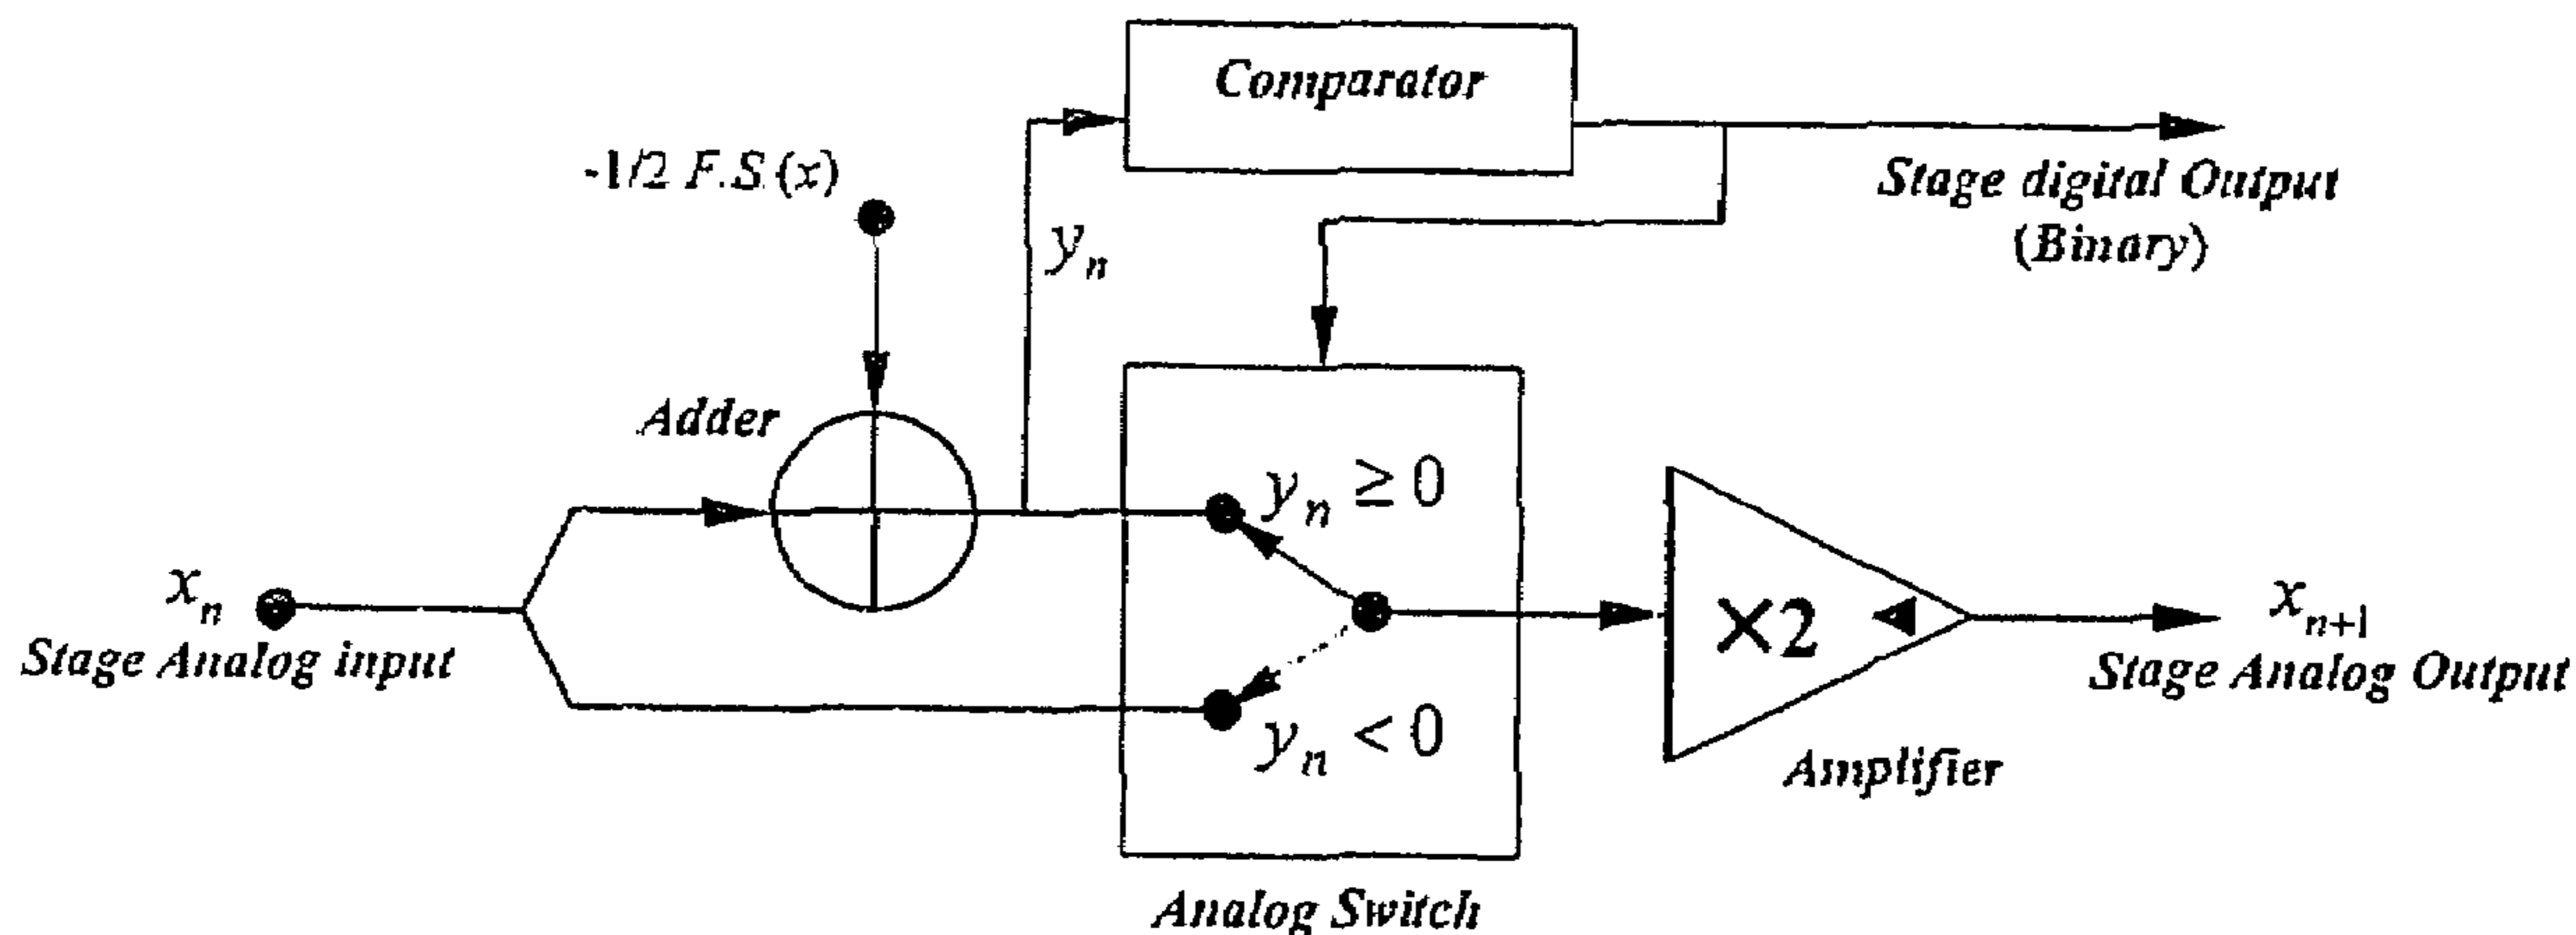 Comparator
-1/2 F.S.(x)
Stage digital Output
(Binary)
yₙ
Adder
yₙ ≥ 0
xₙ
Stage Analog input
×2
xₙ₊₁
Stage Analog Output
yₙ < 0
Amplifier
Analog Switch